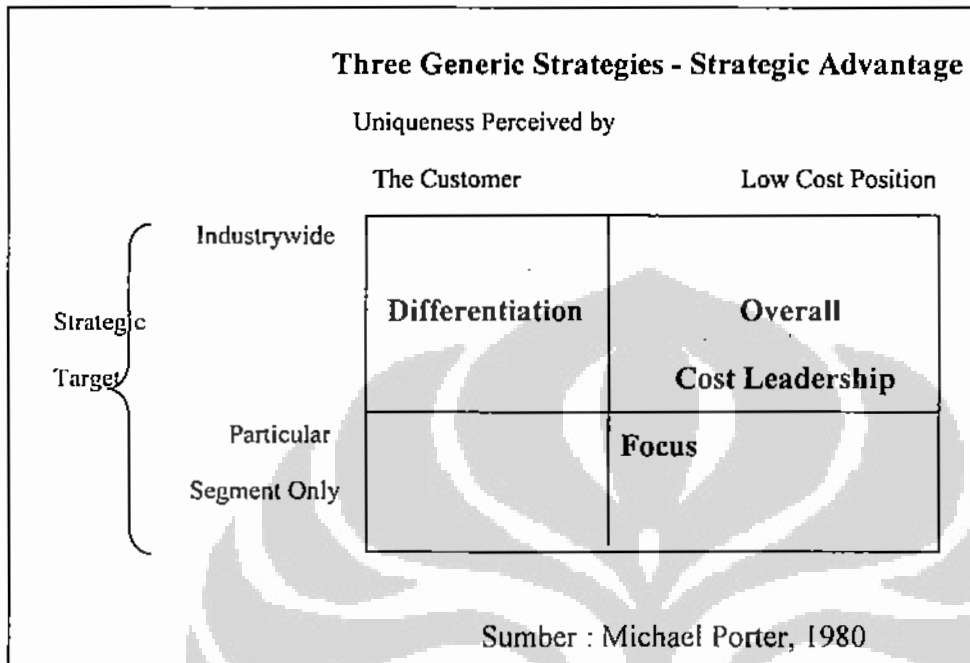 Three Generic Strategies - Strategic Advantage
Uniqueness Perceived by
The Customer Low Cost Position
Industrywide
Differentiation Overall
Strategic
Target
Cost Leadership
Particular
Focus
Segment Only
Sumber : Michael Porter, 1980